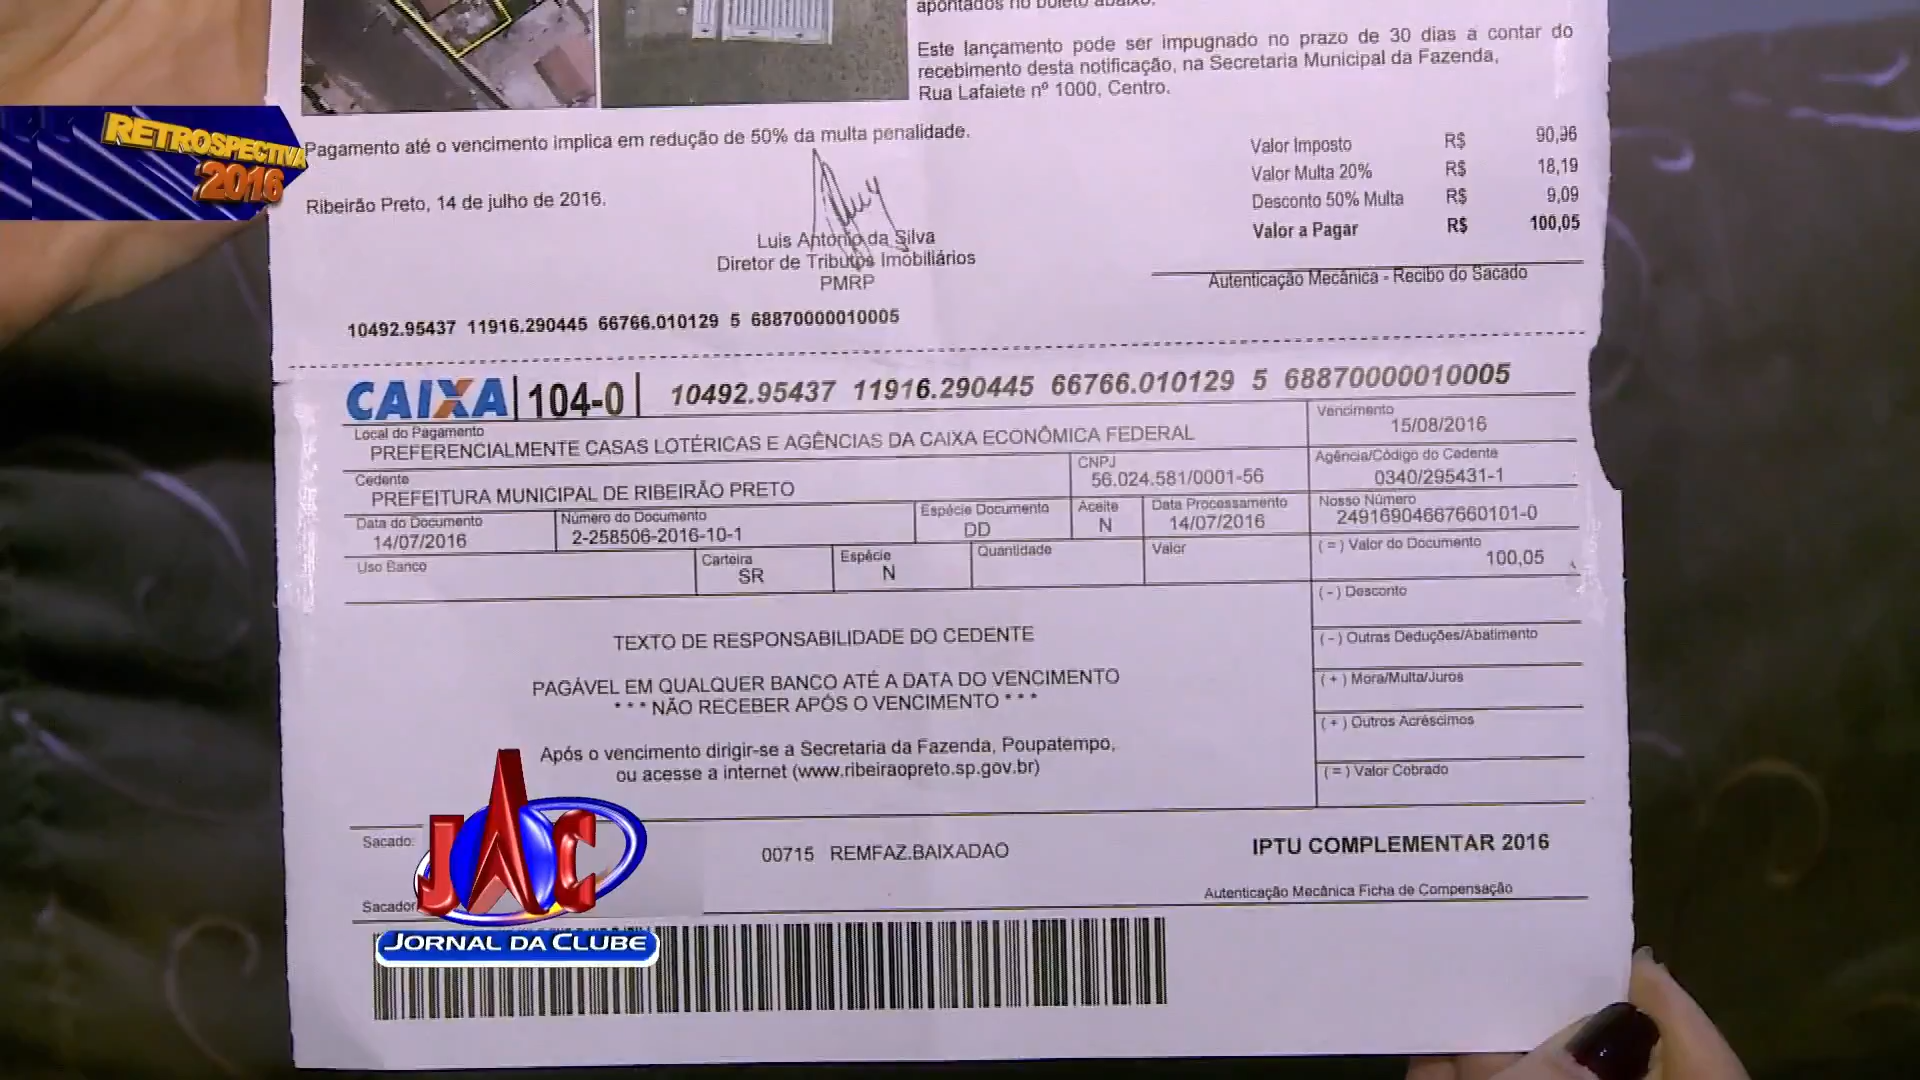 apontados no boleto abaixo.
Este lançamento pode ser impugnado no prazo de 30 dias a contar do
recebimento desta notificação, na Secretaria Municipal da Fazenda,
Rua Lafaiete nº 1000, Centro.
RETROSPECTIVA
2016
Pagamento até o vencimento implica em redução de 50% da multa penalidade.
Valor Imposto R$ 90,96
Valor Multa 20% R$ 18,19
Desconto 50% Multa R$ 9,09
Valor a Pagar R$ 100,05
Ribeirão Preto, 14 de julho de 2016.
Luis Antonio da Silva
Diretor de Tributos Imobiliários
PMRP
Autenticação Mecânica - Recibo do Sacado
10492.95437 11916.290445 66766.010129 5 68870000010005
CAIXA 104-0 10492.95437 11916.290445 66766.010129 5 68870000010005
Local do Pagamento
PREFERENCIALMENTE CASAS LOTÉRICAS E AGÊNCIAS DA CAIXA ECONÔMICA FEDERAL
Vencimento
15/08/2016
Cedente
PREFEITURA MUNICIPAL DE RIBEIRÃO PRETO
CNPJ
56.024.581/0001-56
Agência/Código do Cedente
0340/295431-1
Data do Documento
14/07/2016
Número do Documento
2-258506-2016-10-1
Espécie Documento
DD
Aceite
N
Data Processamento
14/07/2016
Nosso Número
24916904667660101-0
Uso Banco
Carteira
SR
Espécie
N
Quantidade
Valor
( = ) Valor do Documento
100,05
( - ) Desconto
( - ) Outras Deduções/Abatimento
( + ) Mora/Multa/Juros
( + ) Outros Acréscimos
( = ) Valor Cobrado
TEXTO DE RESPONSABILIDADE DO CEDENTE
PAGÁVEL EM QUALQUER BANCO ATÉ A DATA DO VENCIMENTO
* * * NÃO RECEBER APÓS O VENCIMENTO * * *
Após o vencimento dirigir-se a Secretaria da Fazenda, Poupatempo,
ou acesse a internet (www.ribeiraopreto.sp.gov.br)
Sacado:
00715 REMFAZ.BAIXADAO
IPTU COMPLEMENTAR 2016
Sacador
Autenticação Mecânica Ficha de Compensação
JAC
JORNAL DA CLUBE